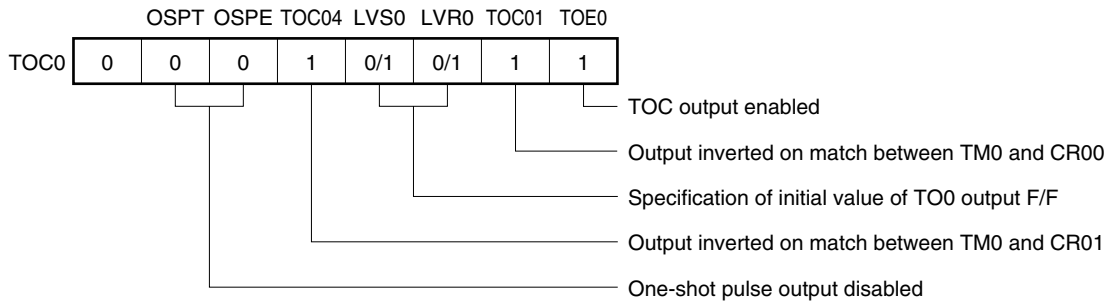 OSPT OSPE TOC04 LVS0 LVR0 TOC01 TOE0
TOC0 0 0 0 1 0/1 0/1 1 1
TOC output enabled
Output inverted on match between TM0 and CR00
Specification of initial value of TO0 output F/F
Output inverted on match between TM0 and CR01
One-shot pulse output disabled